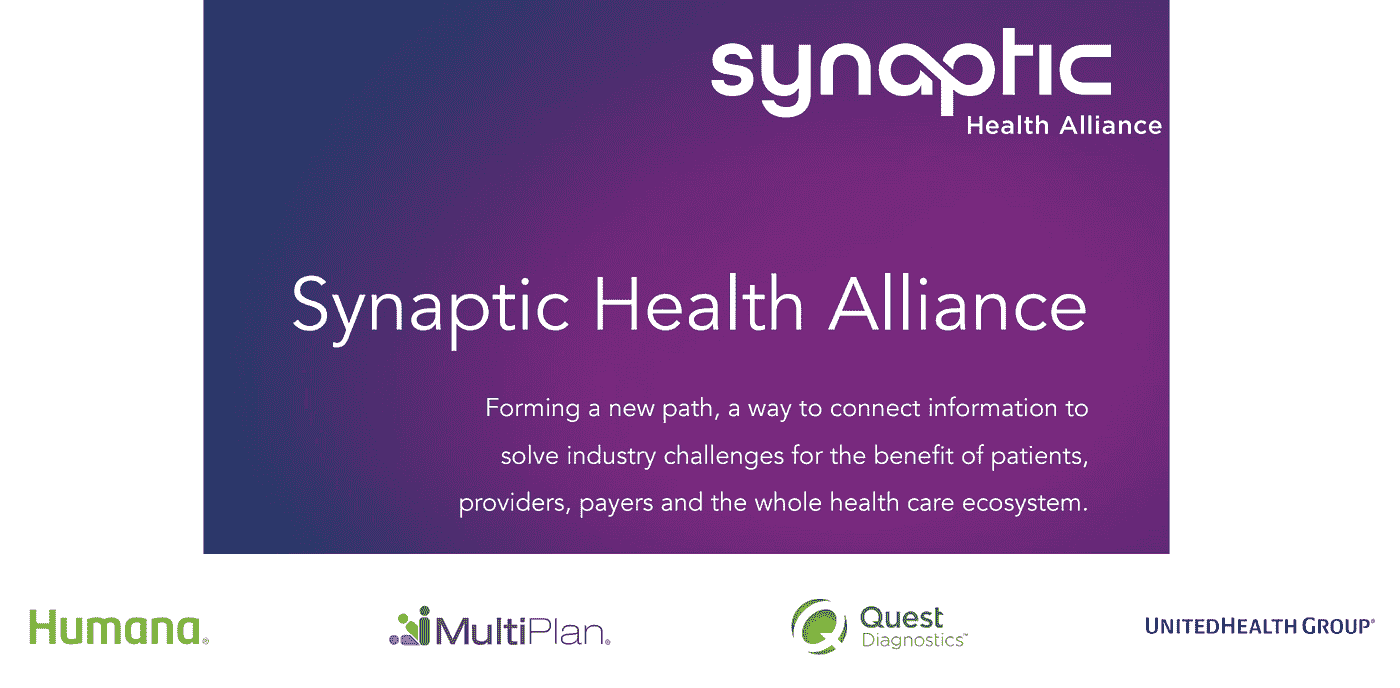 synaptic
Health Alliance
Synaptic Health Alliance
Forming a new path, a way to connect information to
solve industry challenges for the benefit of patients,
providers, payers and the whole health care ecosystem.
Humana®
MultiPlan®
Quest
Diagnostics™
UNITEDHEALTH GROUP®